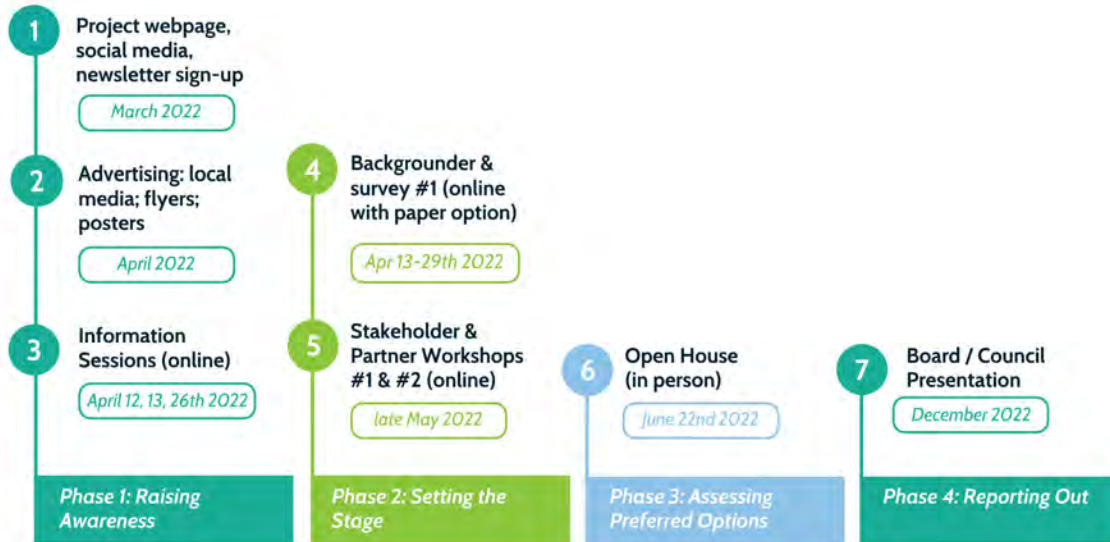 1
Project webpage,
social media,
newsletter sign-up
March 2022
2
Advertising: local
media; flyers;
posters
April 2022
3
Information
Sessions (online)
April 12, 13, 26th 2022
Phase 1: Raising
Awareness
4
Backgrounder &
survey #1 (online
with paper option)
Apr 13-29th 2022
5
Stakeholder &
Partner Workshops
#1 & #2 (online)
late May 2022
Phase 2: Setting the
Stage
6
Open House
(in person)
June 22nd 2022
Phase 3: Assessing
Preferred Options
7
Board / Council
Presentation
December 2022
Phase 4: Reporting Out